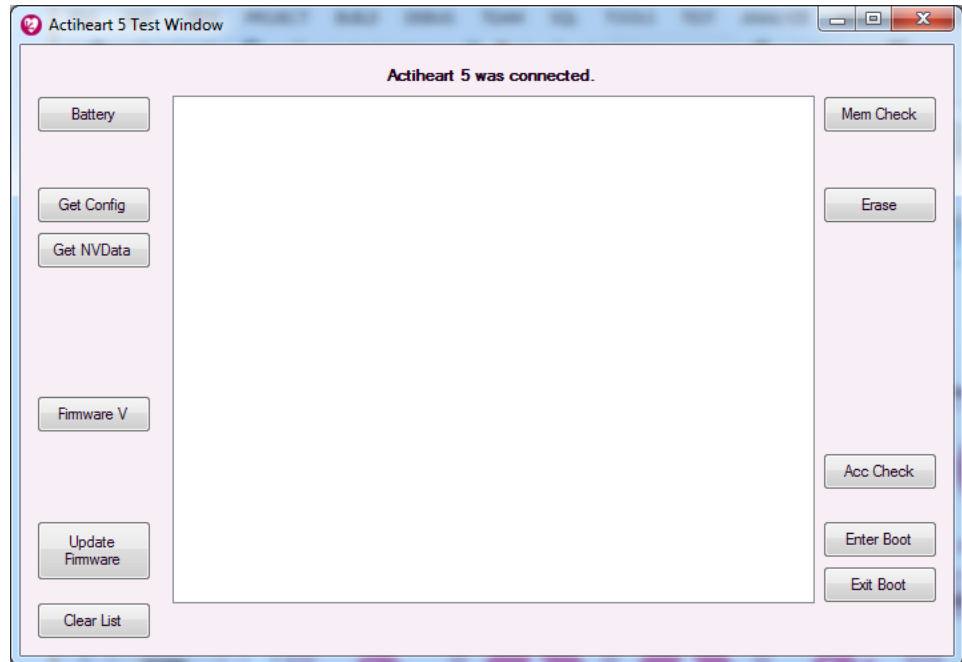 Actiheart 5 Test Window
Actiheart 5 was connected.
Battery
Mem Check
Get Config
Erase
Get NVData
Firmware V
Acc Check
Update
Firmware
Enter Boot
Exit Boot
Clear List